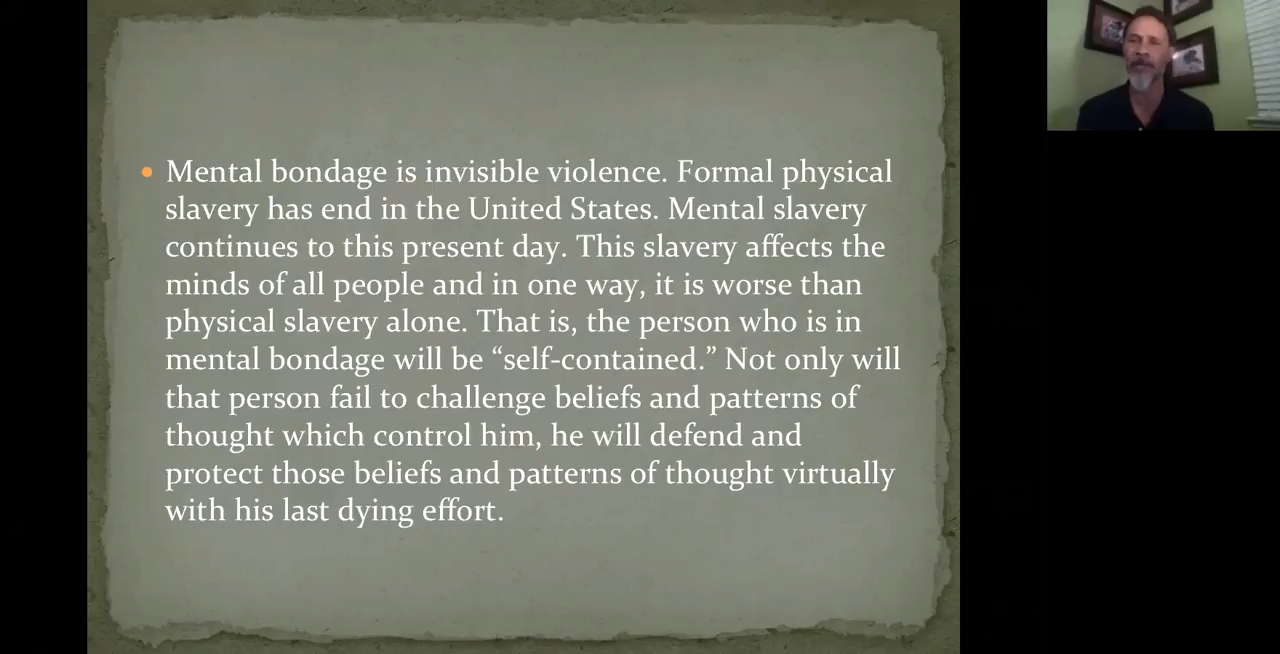 Mental bondage is invisible violence. Formal physical
slavery has end in the United States. Mental slavery
continues to this present day. This slavery affects the
minds of all people and in one way, it is worse than
physical slavery alone. That is, the person who is in
mental bondage will be “self-contained.” Not only will
that person fail to challenge beliefs and patterns of
thought which control him, he will defend and
protect those beliefs and patterns of thought virtually
with his last dying effort.